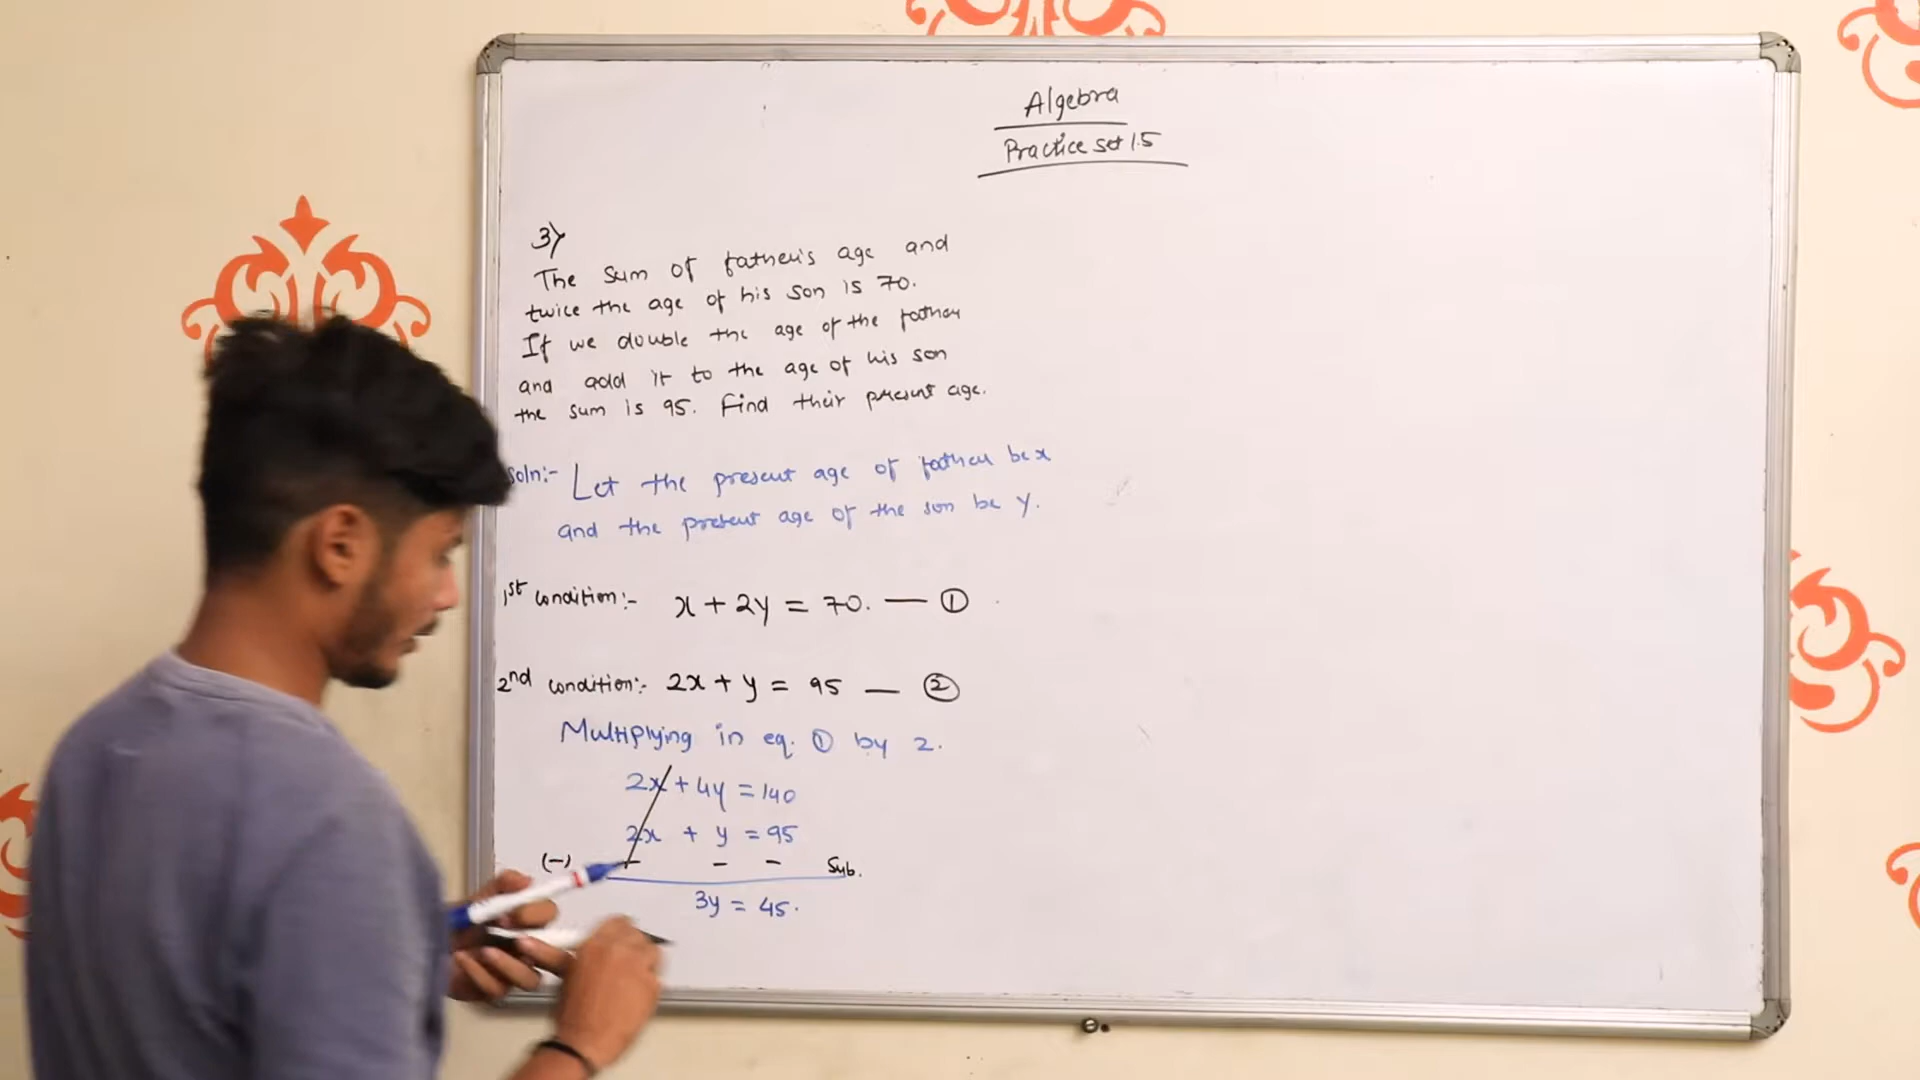 Algebra
Practice set 1.5
3)
The sum of father's age and
twice the age of his son is 70.
If we double the age of the father
and add it to the age of his son
the sum is 95. Find their present age.
Soln:- Let the present age of father be x
and the present age of the son be y.
1st condition:- x + 2y = 70. — ①
2nd condition:- 2x + y = 95 — ②
Multiplying in eq. ① by 2.
2x + 4y = 140
2x + y = 95
(-) - - - Sub.
3y = 45.